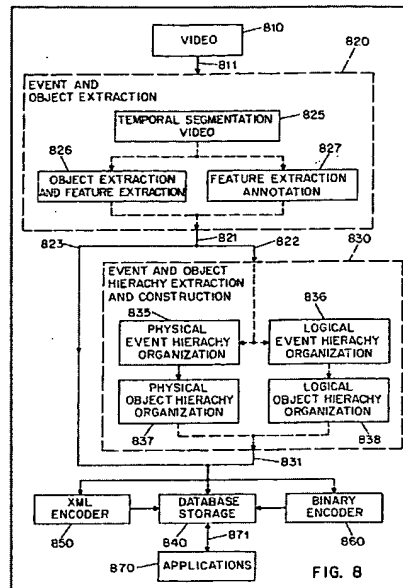 810
VIDEO
811
820
EVENT AND
OBJECT EXTRACTION
TEMPORAL SEGMENTATION
VIDEO
825
826
827
OBJECT EXTRACTION
AND FEATURE EXTRACTION
FEATURE EXTRACTION
ANNOTATION
823
821
822
830
EVENT AND OBJECT
HIERACHY EXTRACTION
AND CONSTRUCTION
835
836
PHYSICAL
EVENT HIERACHY
ORGANIZATION
LOGICAL
EVENT HIERACHY
ORGANIZATION
PHYSICAL
OBJECT HIERACHY
ORGANIZATION
LOGICAL
OBJECT HIERACHY
ORGANIZATION
837
838
831
XML
ENCODER
DATABASE
STORAGE
BINARY
ENCODER
850
840
871
860
870
APPLICATIONS
FIG. 8